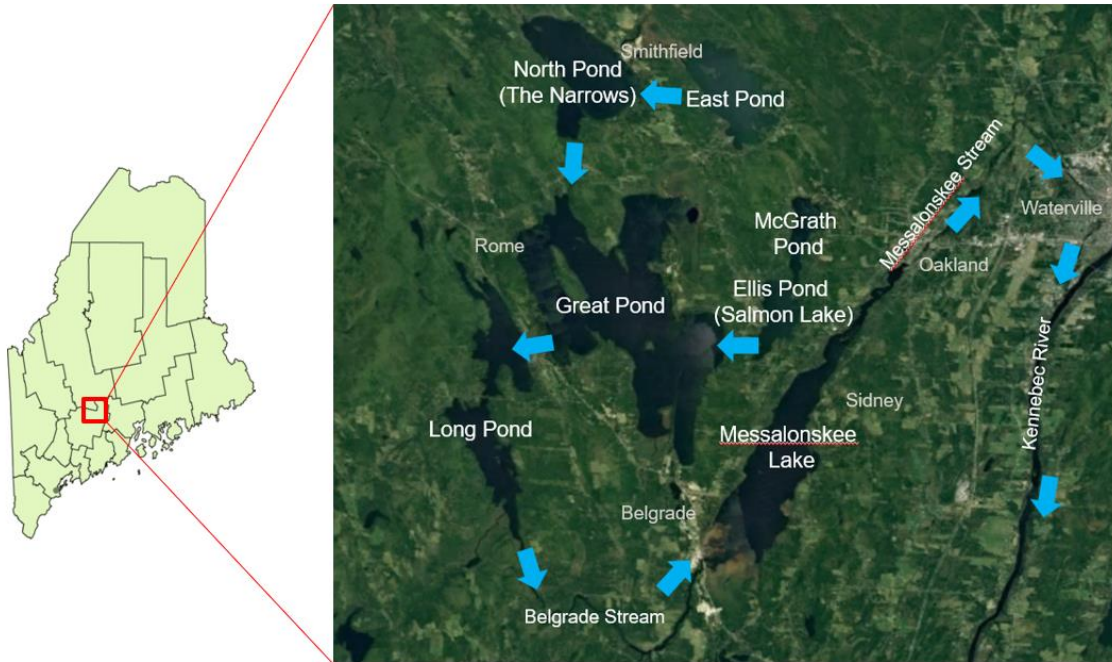 Smithfield
North Pond
(The Narrows)
East Pond
Messalonskee Stream
Waterville
McGrath
Pond
Rome
Oakland
Ellis Pond
(Salmon Lake)
Great Pond
Kennebec River
Sidney
Long Pond
Messalonskee
Lake
Belgrade
Belgrade Stream